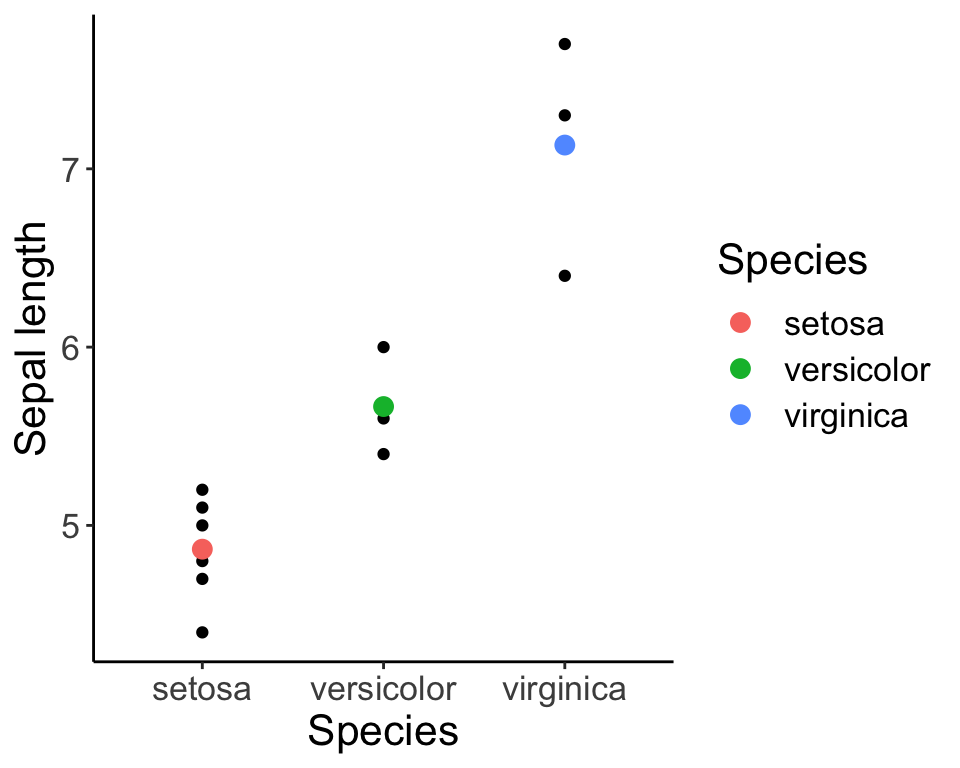 Sepal length
7
6
5
setosa versicolor virginica
Species
Species
setosa
versicolor
virginica